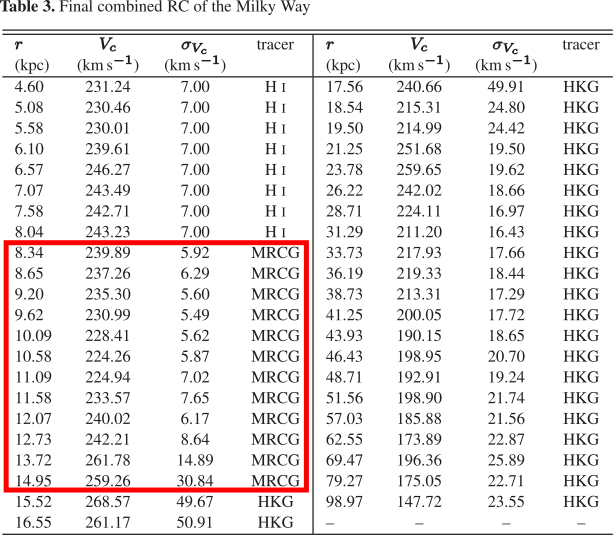 Table 3. Final combined RC of the Milky Way
r Vc σVc tracer r Vc σVc tracer
(kpc) (km s−1) (km s−1) (kpc) (km s−1) (km s−1)
4.60 231.24 7.00 H I 17.56 240.66 49.91 HKG
5.08 230.46 7.00 H I 18.54 215.31 24.80 HKG
5.58 230.01 7.00 H I 19.50 214.99 24.42 HKG
6.10 239.61 7.00 H I 21.25 251.68 19.50 HKG
6.57 246.27 7.00 H I 23.78 259.65 19.62 HKG
7.07 243.49 7.00 H I 26.22 242.02 18.66 HKG
7.58 242.71 7.00 H I 28.71 224.11 16.97 HKG
8.04 243.23 7.00 H I 31.29 211.20 16.43 HKG
8.34 239.89 5.92 MRCG 33.73 217.93 17.66 HKG
8.65 237.26 6.29 MRCG 36.19 219.33 18.44 HKG
9.20 235.30 5.60 MRCG 38.73 213.31 17.29 HKG
9.62 230.99 5.49 MRCG 41.25 200.05 17.72 HKG
10.09 228.41 5.62 MRCG 43.93 190.15 18.65 HKG
10.58 224.26 5.87 MRCG 46.43 198.95 20.70 HKG
11.09 224.94 7.02 MRCG 48.71 192.91 19.24 HKG
11.58 233.57 7.65 MRCG 51.56 198.90 21.74 HKG
12.07 240.02 6.17 MRCG 57.03 185.88 21.56 HKG
12.73 242.21 8.64 MRCG 62.55 173.89 22.87 HKG
13.72 261.78 14.89 MRCG 69.47 196.36 25.89 HKG
14.95 259.26 30.84 MRCG 79.27 175.05 22.71 HKG
15.52 268.57 49.67 HKG 98.97 147.72 23.55 HKG
16.55 261.17 50.91 HKG – – – –